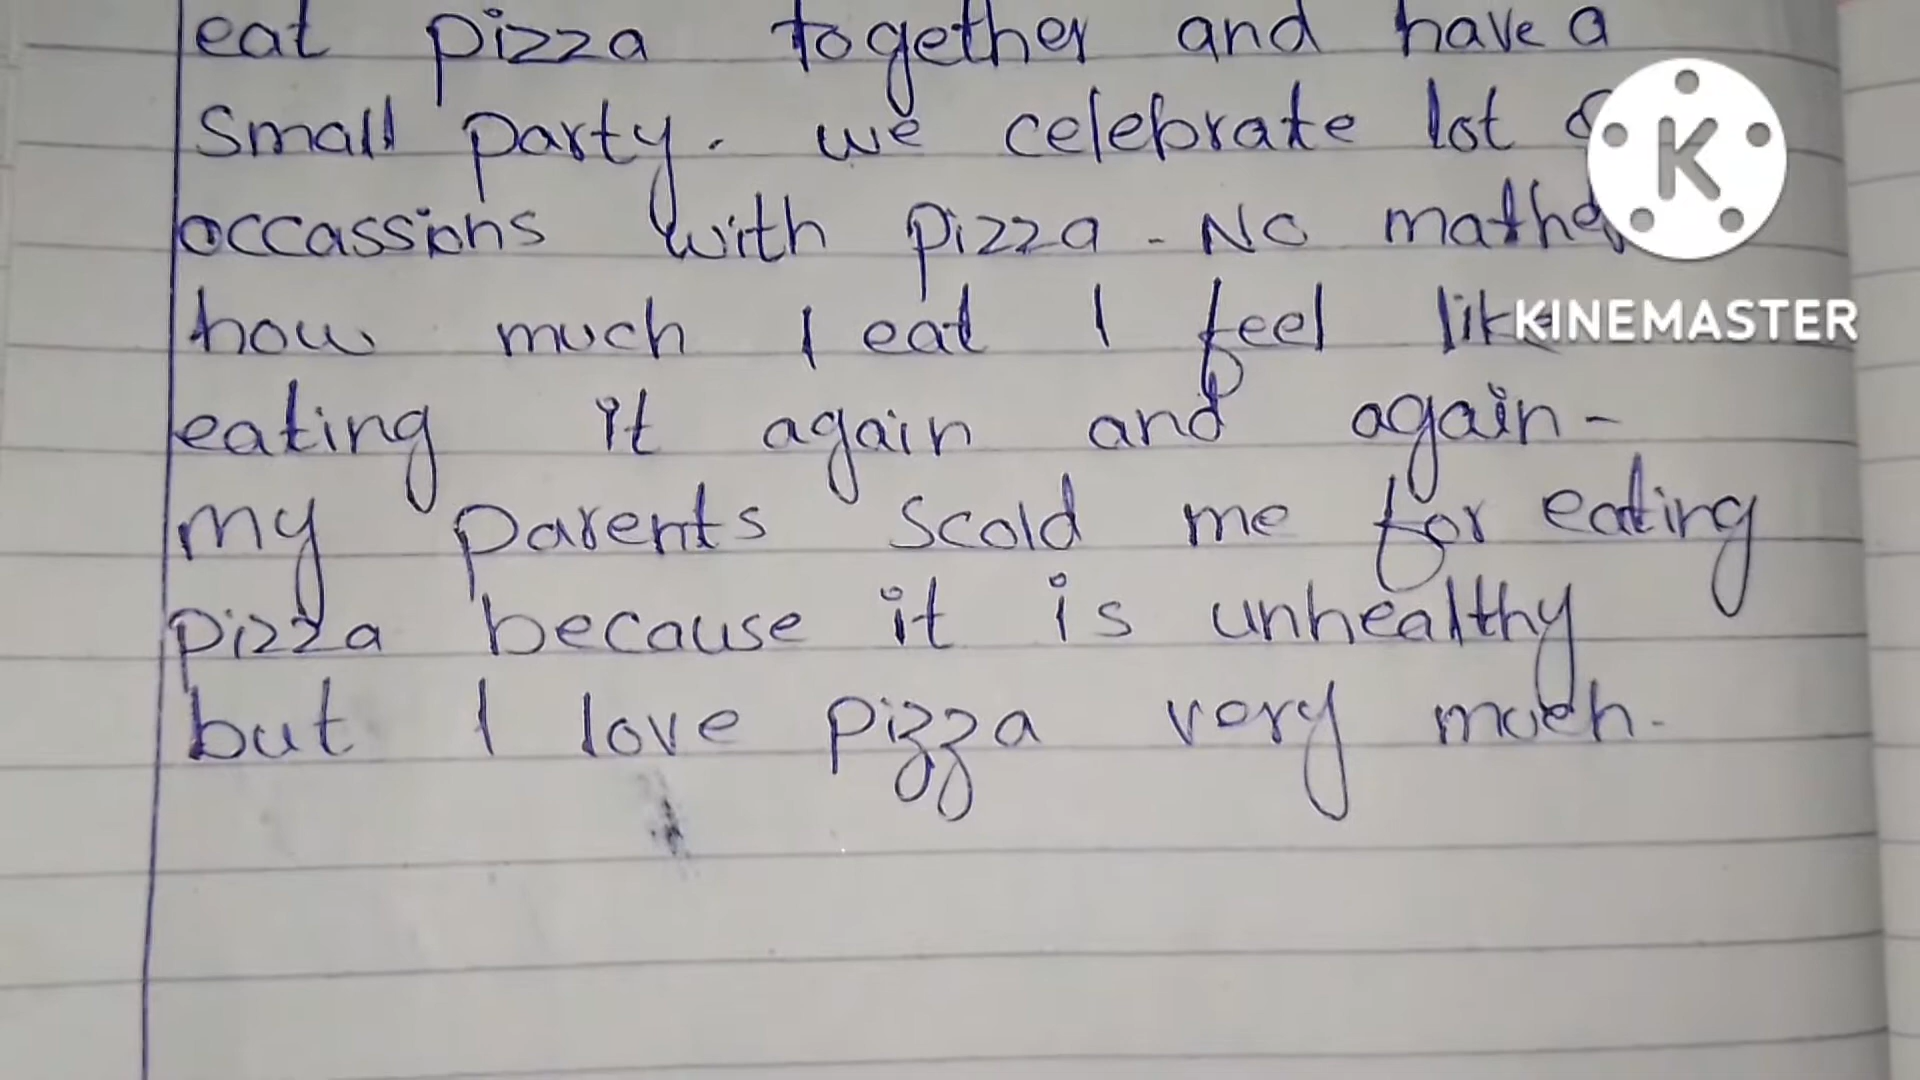 eat pizza together and have a
small party. we celebrate lot
occassions with pizza. No mathe
how much I eat I feel like
eating it again and again-
my parents scold me for eating
pizza because it is unhealthy
but I love pizza very much.
K
KINEMASTER